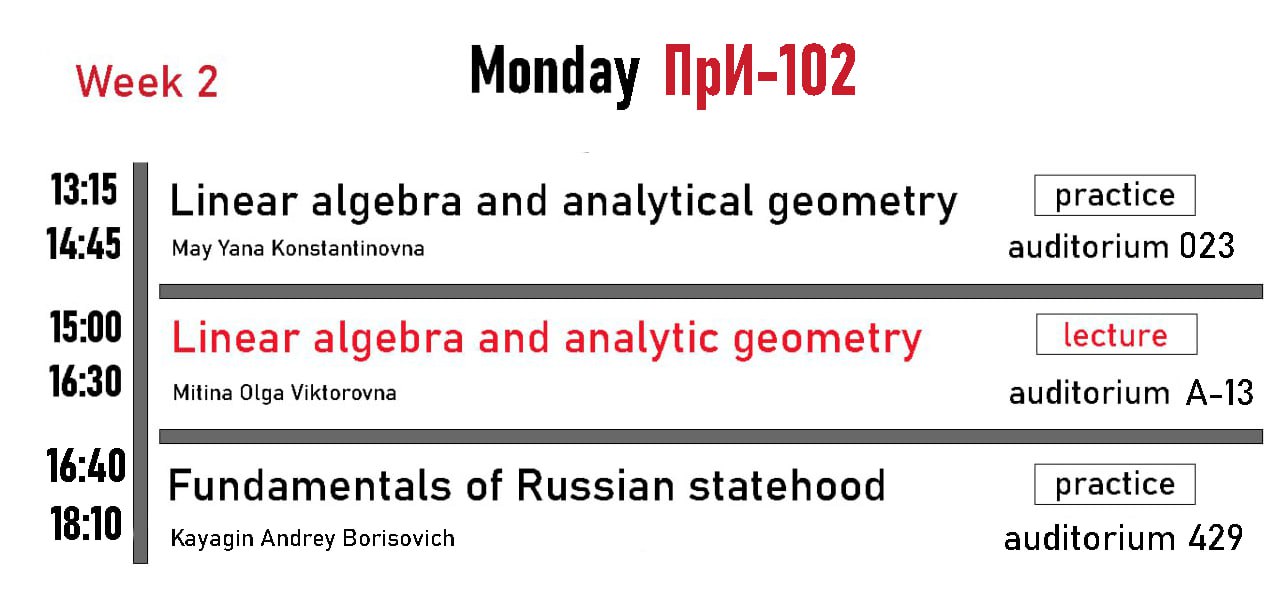 Week 2
Monday ПрИ-102
13:15
14:45
Linear algebra and analytical geometry
May Yana Konstantinovna
practice
auditorium 023
15:00
16:30
Linear algebra and analytic geometry
Mitina Olga Viktorovna
lecture
auditorium A-13
16:40
18:10
Fundamentals of Russian statehood
Kayagin Andrey Borisovich
practice
auditorium 429